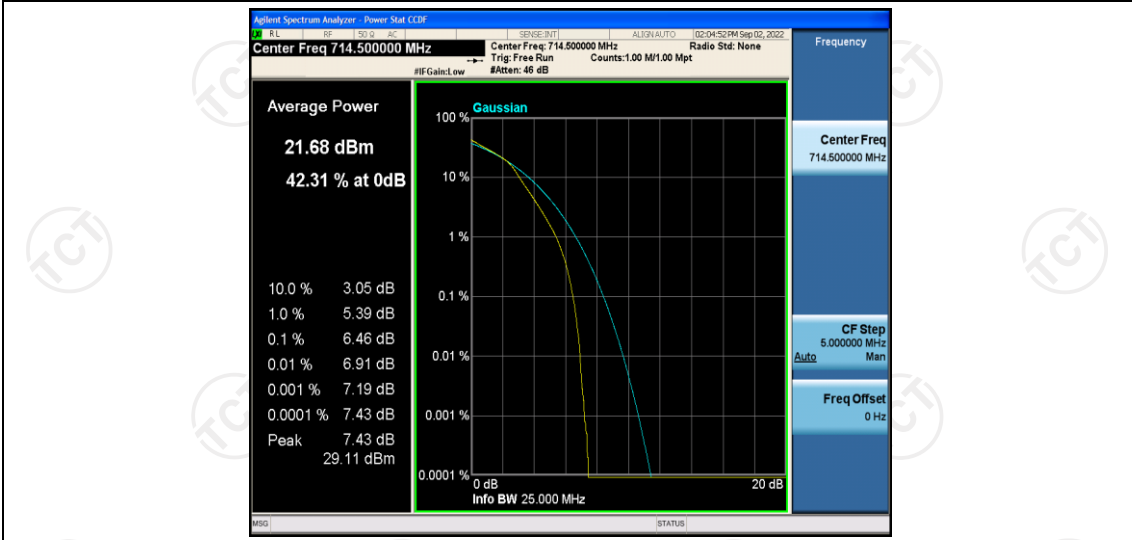 Agilent Spectrum Analyzer - Power Stat CCDF
LXI RL RF 50 Ω AC SENSE:INT ALIGN AUTO 02:04:52 PM Sep 02, 2022
Center Freq 714.500000 MHz
Center Freq: 714.500000 MHz Radio Std: None
Trig: Free Run Counts:1.00 M/1.00 Mpt
#IFGain:Low #Atten: 46 dB
Frequency
Average Power
21.68 dBm
42.31 % at 0dB
10.0 % 3.05 dB
1.0 % 5.39 dB
0.1 % 6.46 dB
0.01 % 6.91 dB
0.001 % 7.19 dB
0.0001 % 7.43 dB
Peak 7.43 dB
29.11 dBm
Gaussian
100 %
10 %
1 %
0.1 %
0.01 %
0.001 %
0.0001 %
0 dB 20 dB
Info BW 25.000 MHz
Center Freq
714.500000 MHz
CF Step
5.000000 MHz
Auto Man
Freq Offset
0 Hz
MSG STATUS
TCT
TCT
TCT
TCT
TCT
TCT